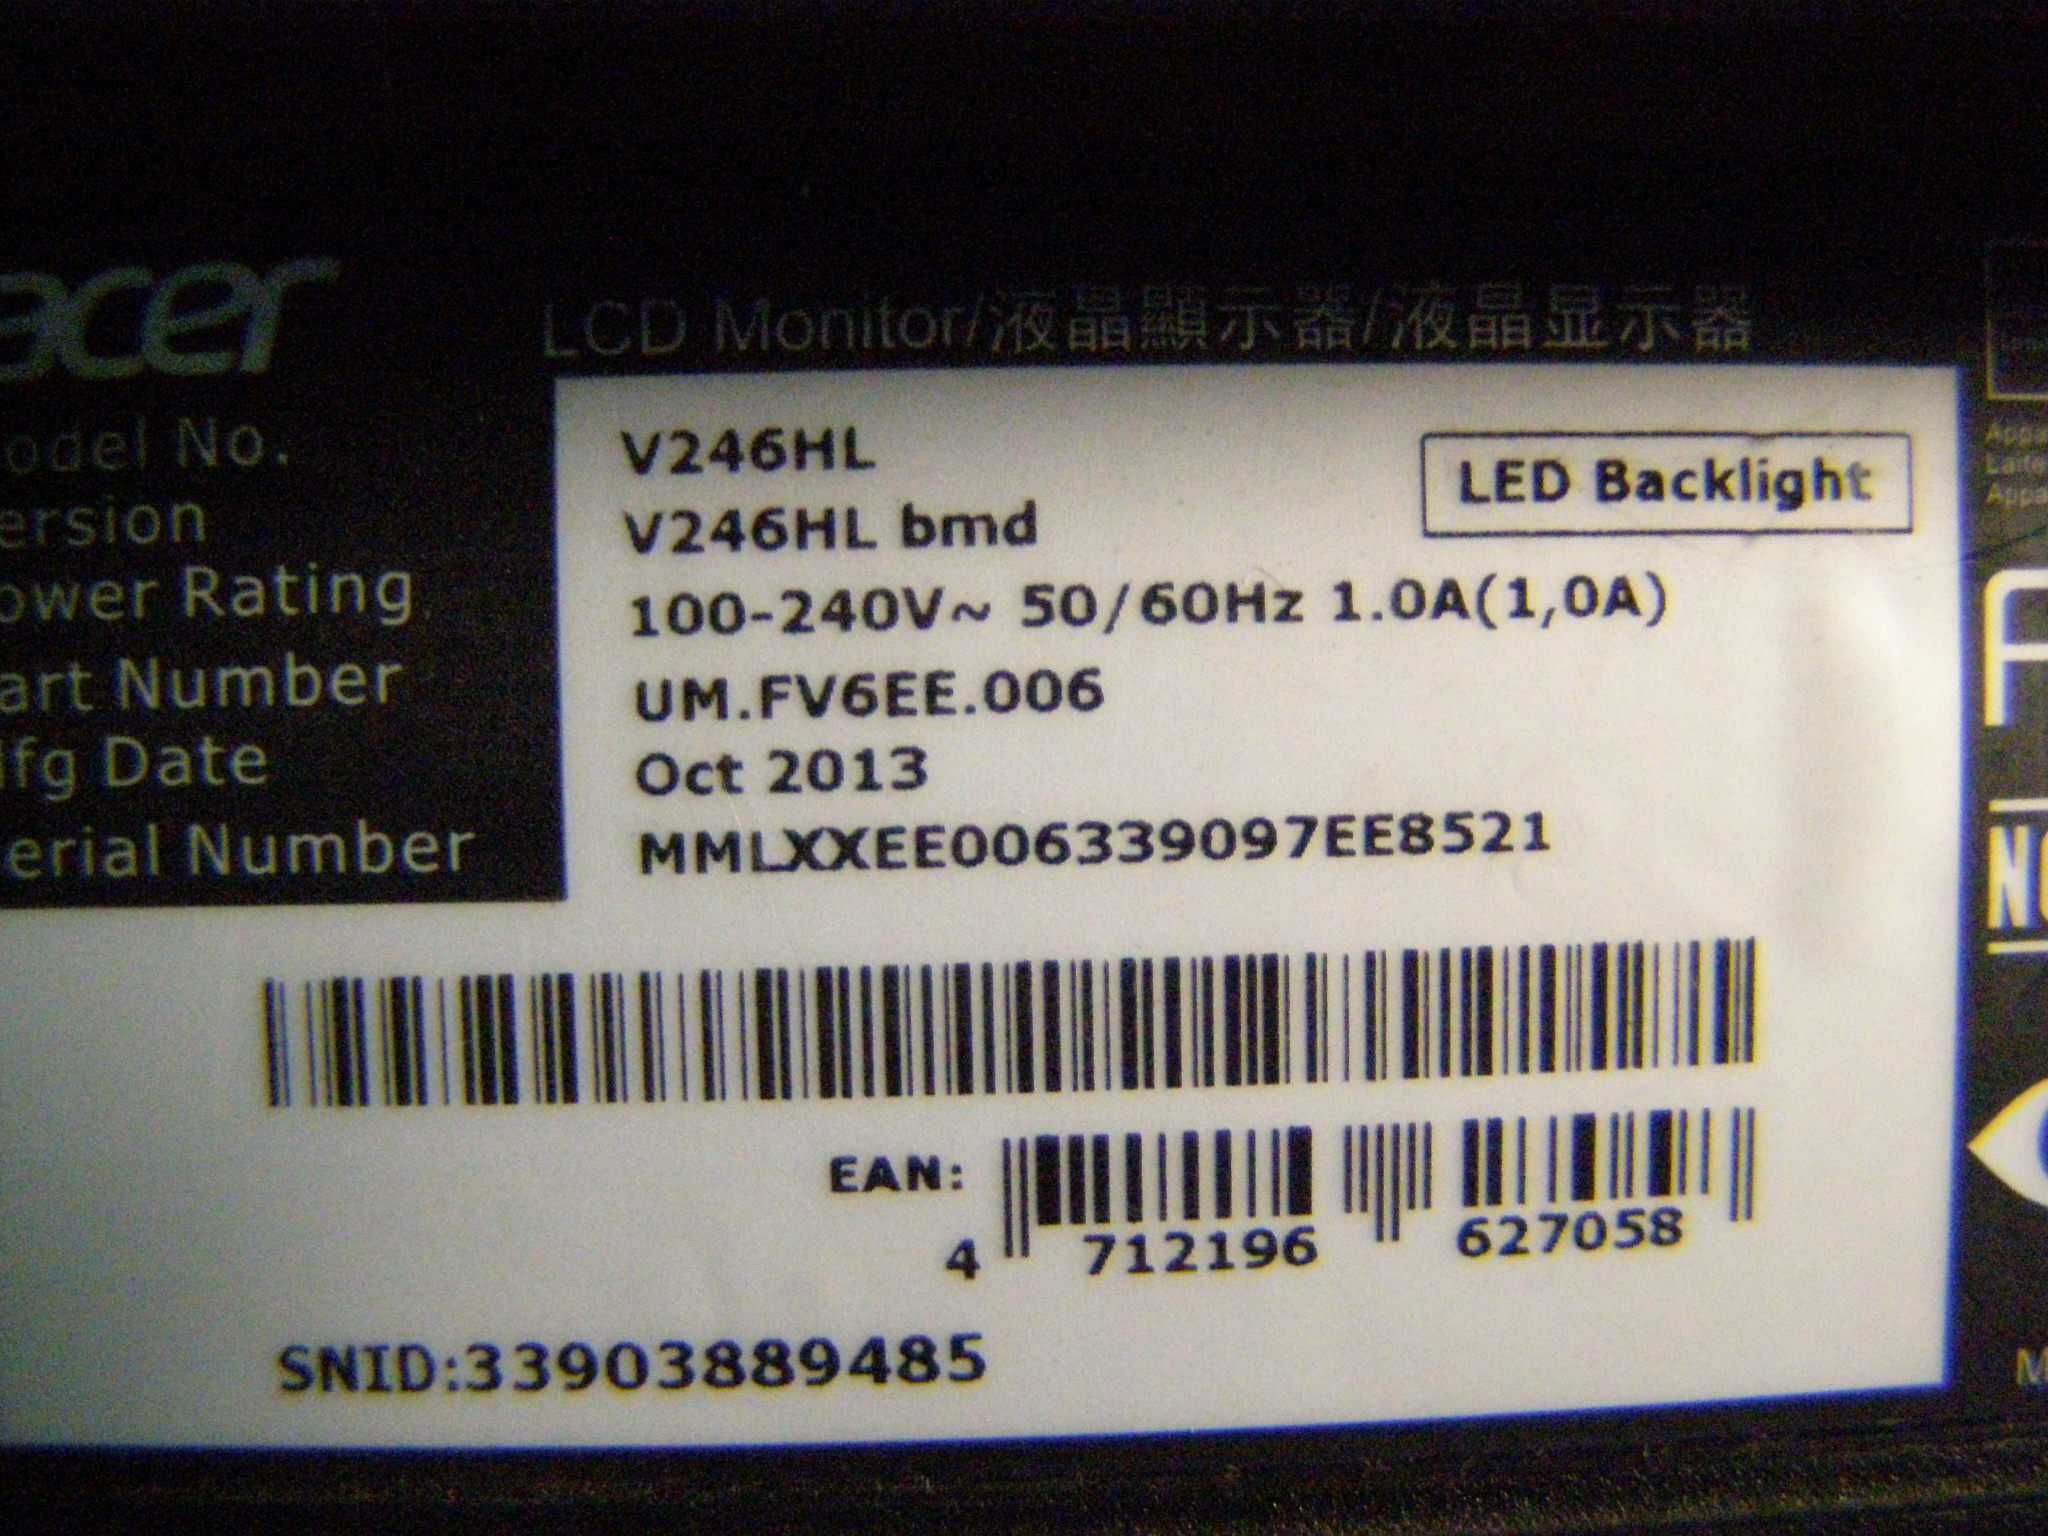 acer
LCD Monitor/液晶顯示器/液晶显示器
odel No. V246HL
ersion V246HL bmd
LED Backlight
ower Rating 100-240V~ 50/60Hz 1.0A(1,0A)
art Number UM.FV6EE.006
fg Date Oct 2013
erial Number MMLXXEE006339097EE8521
EAN:
4 712196 627058
SNID:33903889485